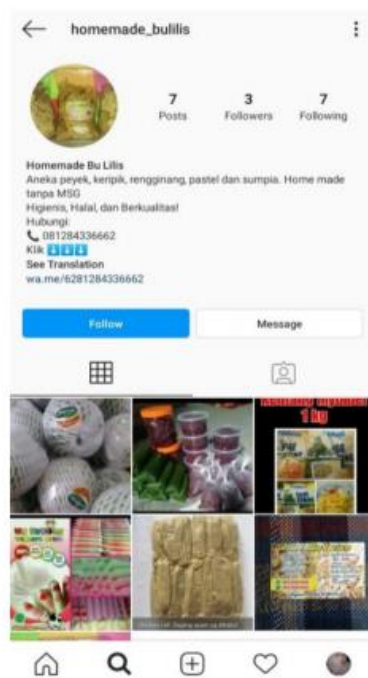 homemade_bulilis
7 3 7
Posts Followers Following
Homemade Bu Lilis
Aneka peyek, keripik, rengginang, pastel dan sumpia. Home made
tanpa MSG
Higienis, Halal, dan Berkualitas!
Hubungi:
081284336662
Klik
See Translation
wa.me/6281284336662
Follow Message
1 kg